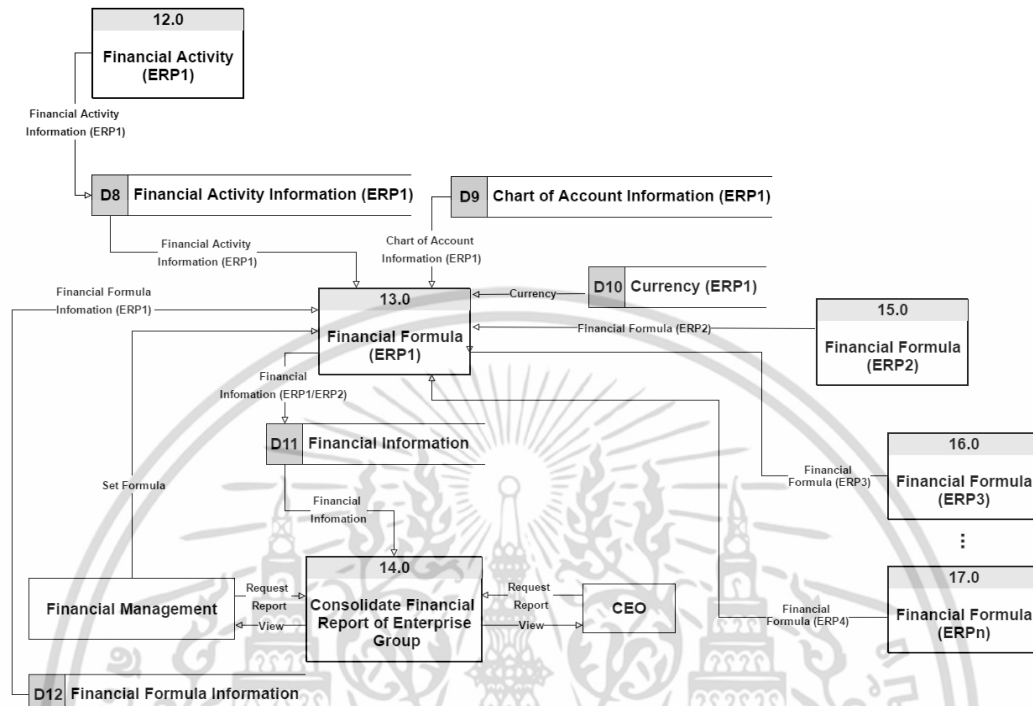 12.0
Financial Activity
(ERP1)
Financial Activity
Information (ERP1)
D8 Financial Activity Information (ERP1)
D9 Chart of Account Information (ERP1)
Financial Activity
Information (ERP1)
Chart of Account
Information (ERP1)
Financial Formula
Infomation (ERP1)
13.0
Financial Formula
(ERP1)
Currency
D10 Currency (ERP1)
Financial Formula (ERP2)
15.0
Financial Formula
(ERP2)
Financial
Infomation (ERP1/ERP2)
D11 Financial Information
Set Formula
Financial
Infomation
Financial
Formula (ERP3)
16.0
Financial Formula
(ERP3)
⋮
14.0
Consolidate Financial
Report of Enterprise
Group
Financial Management
Request
Report
View
Request
Report
View
CEO
Financial
Formula (ERP4)
17.0
Financial Formula
(ERPn)
D12 Financial Formula Information